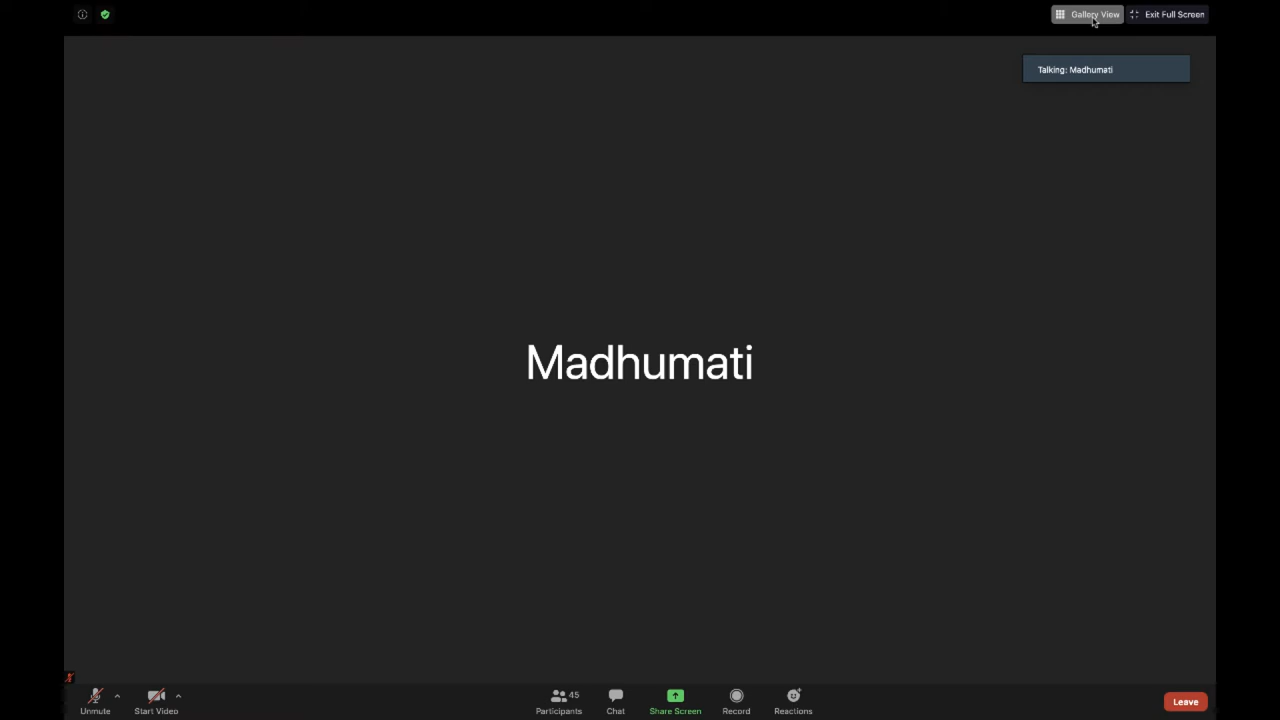 Gallery View
Exit Full Screen
Talking: Madhumati
Madhumati
45
Unmute
Start Video
Participants
Chat
Share Screen
Record
Reactions
Leave